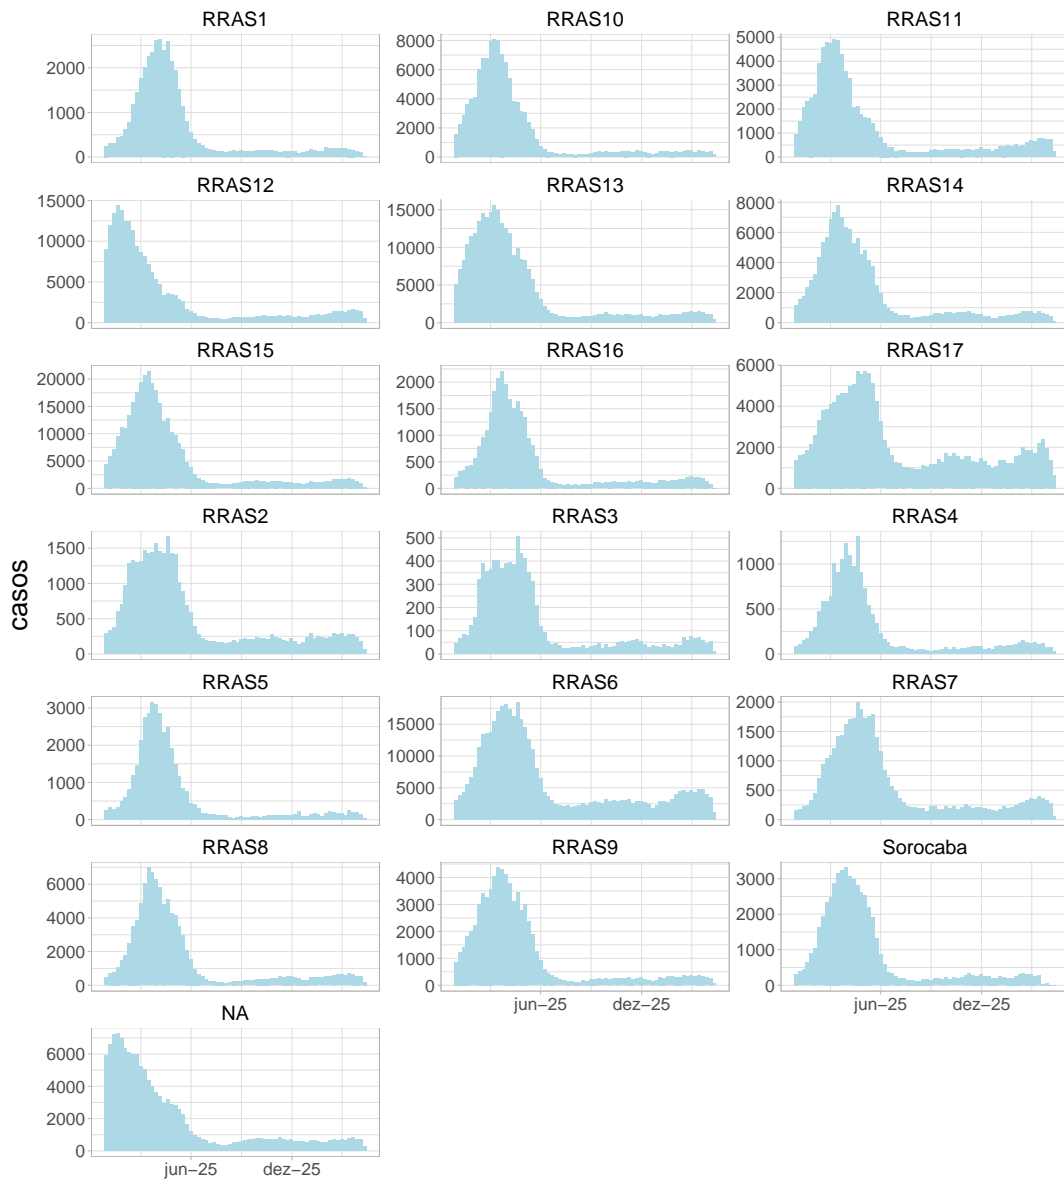 RRAS1 RRAS10 RRAS11
2000 1000 0
8000 6000 4000 2000 0
5000 4000 3000 2000 1000 0
RRAS12 RRAS13 RRAS14
15000 10000 5000 0
15000 10000 5000 0
8000 6000 4000 2000 0
RRAS15 RRAS16 RRAS17
20000 15000 10000 5000 0
2000 1500 1000 500 0
6000 4000 2000 0
casos
RRAS2 RRAS3 RRAS4
1500 1000 500 0
500 400 300 200 100 0
1000 500 0
RRAS5 RRAS6 RRAS7
3000 2000 1000 0
15000 10000 5000 0
2000 1500 1000 500 0
RRAS8 RRAS9 Sorocaba
6000 4000 2000 0
4000 3000 2000 1000 0
3000 2000 1000 0
jun−25 dez−25 jun−25 dez−25
NA
6000 4000 2000 0
jun−25 dez−25